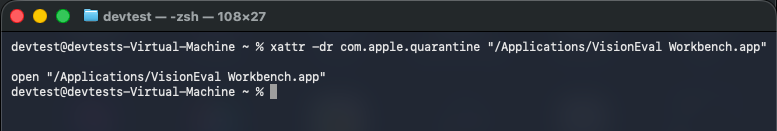 devtest — -zsh — 108×27
devtest@devtests-Virtual-Machine ~ % xattr -dr com.apple.quarantine "/Applications/VisionEval Workbench.app"
open "/Applications/VisionEval Workbench.app"
devtest@devtests-Virtual-Machine ~ %